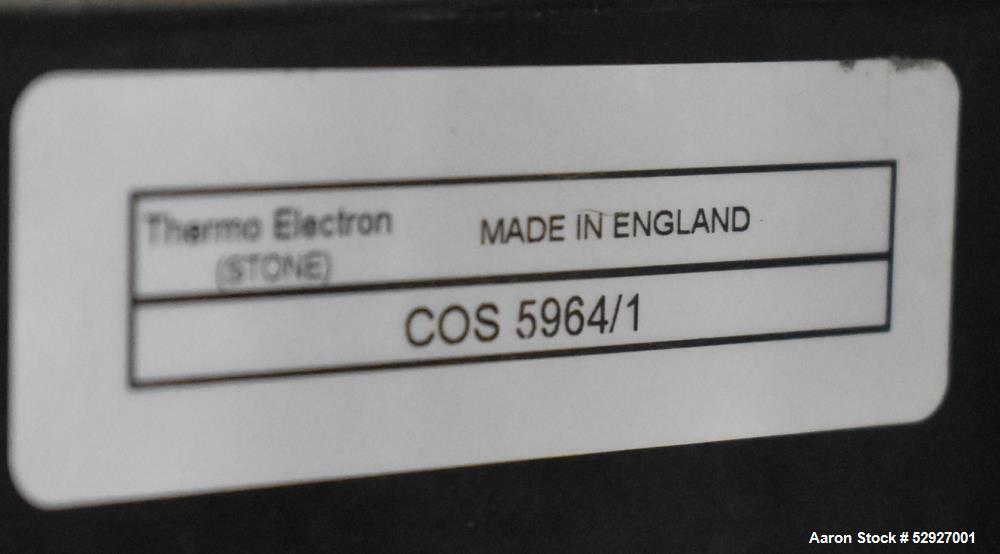 Thermo Electron MADE IN ENGLAND
(STONE)
COS 5964/1
Aaron Stock # 52927001